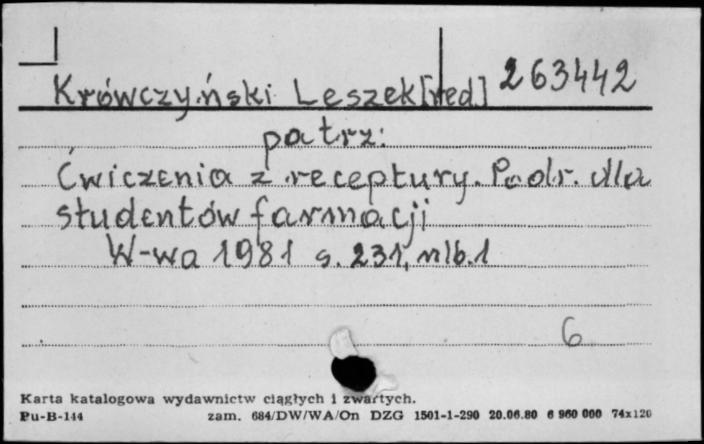 Krówczyński Leszek [red.] 263442
patrz:
Ćwiczenia z receptury. Podr. dla
studentów farmacji
W-wa 1981 s. 231, nlb. 1
6
Karta katalogowa wydawnictw ciągłych i zwartych.
Pu-B-144 zam. 684/DW/WA/On DZG 1501-1-290 20.06.80 6 960 000 74x120